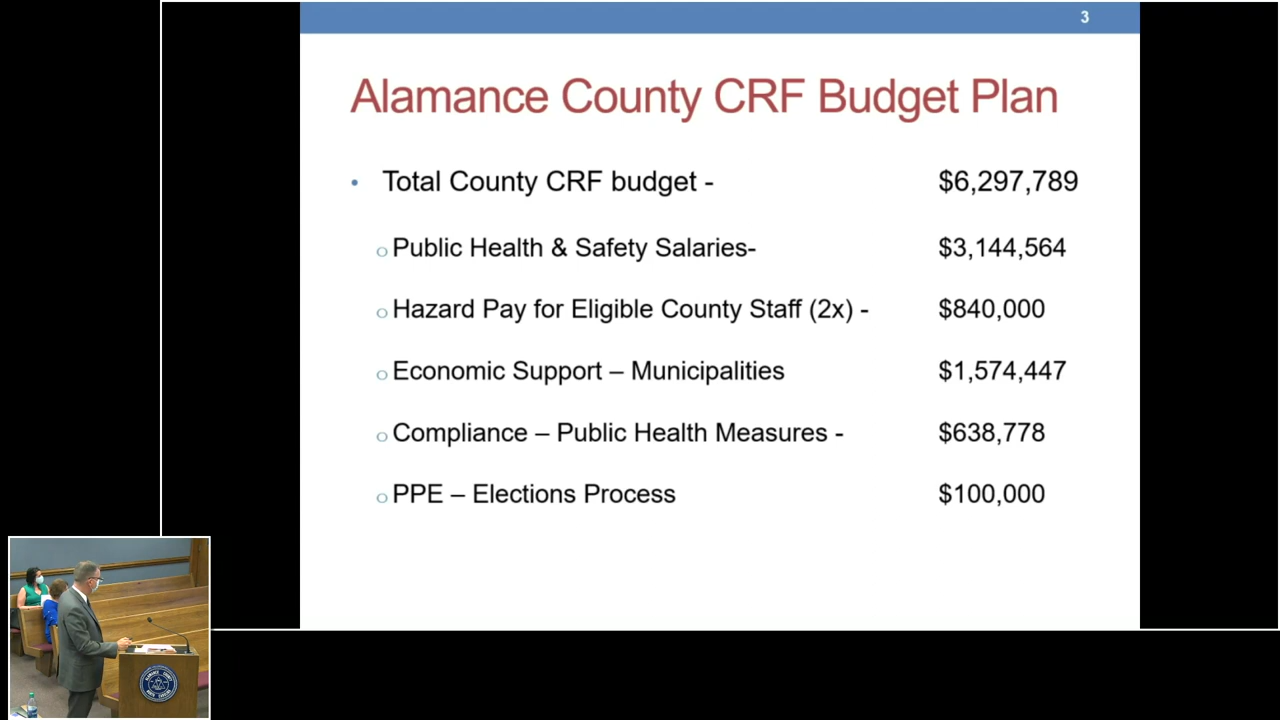 3
Alamance County CRF Budget Plan
• Total County CRF budget - $6,297,789
o Public Health & Safety Salaries- $3,144,564
o Hazard Pay for Eligible County Staff (2x) - $840,000
o Economic Support – Municipalities $1,574,447
o Compliance – Public Health Measures - $638,778
o PPE – Elections Process $100,000